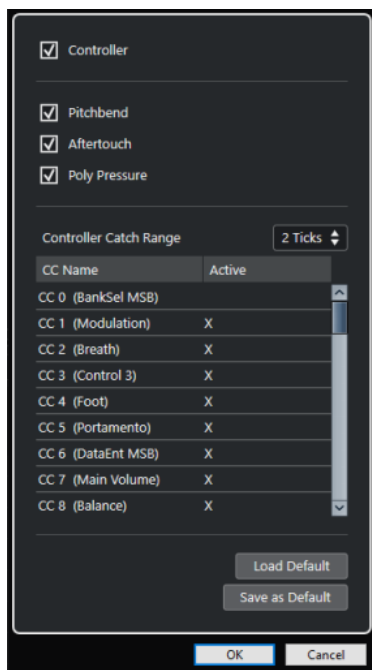 Controller
Pitchbend
Aftertouch
Poly Pressure
Controller Catch Range 2 Ticks
CC Name Active
CC 0 (BankSel MSB)
CC 1 (Modulation) X
CC 2 (Breath) X
CC 3 (Control 3) X
CC 4 (Foot) X
CC 5 (Portamento) X
CC 6 (DataEnt MSB) X
CC 7 (Main Volume) X
CC 8 (Balance) X
Load Default
Save as Default
OK Cancel